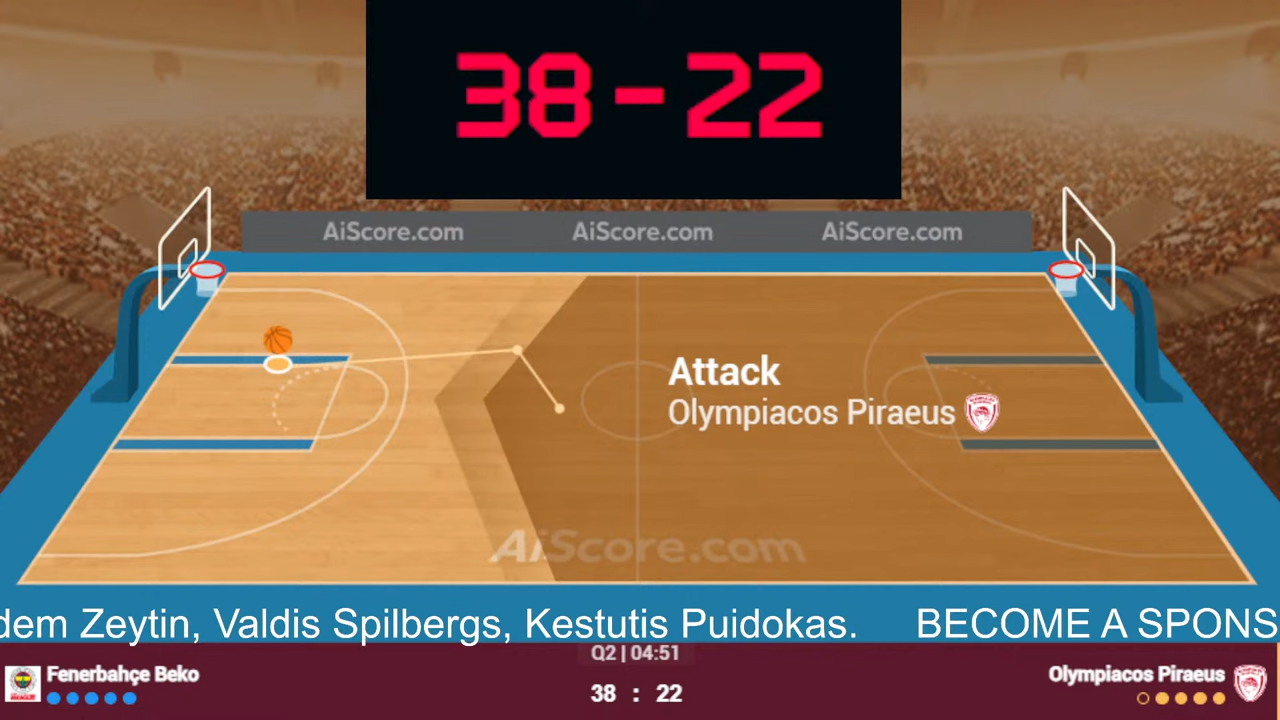 38-22
AiScore.com AiScore.com AiScore.com
Attack
Olympiacos Piraeus
AiScore.com
dem Zeytin, Valdis Spilbergs, Kestutis Puidokas. BECOME A SPONS
Q2 | 04:51
Fenerbahçe Beko
38 : 22
Olympiacos Piraeus